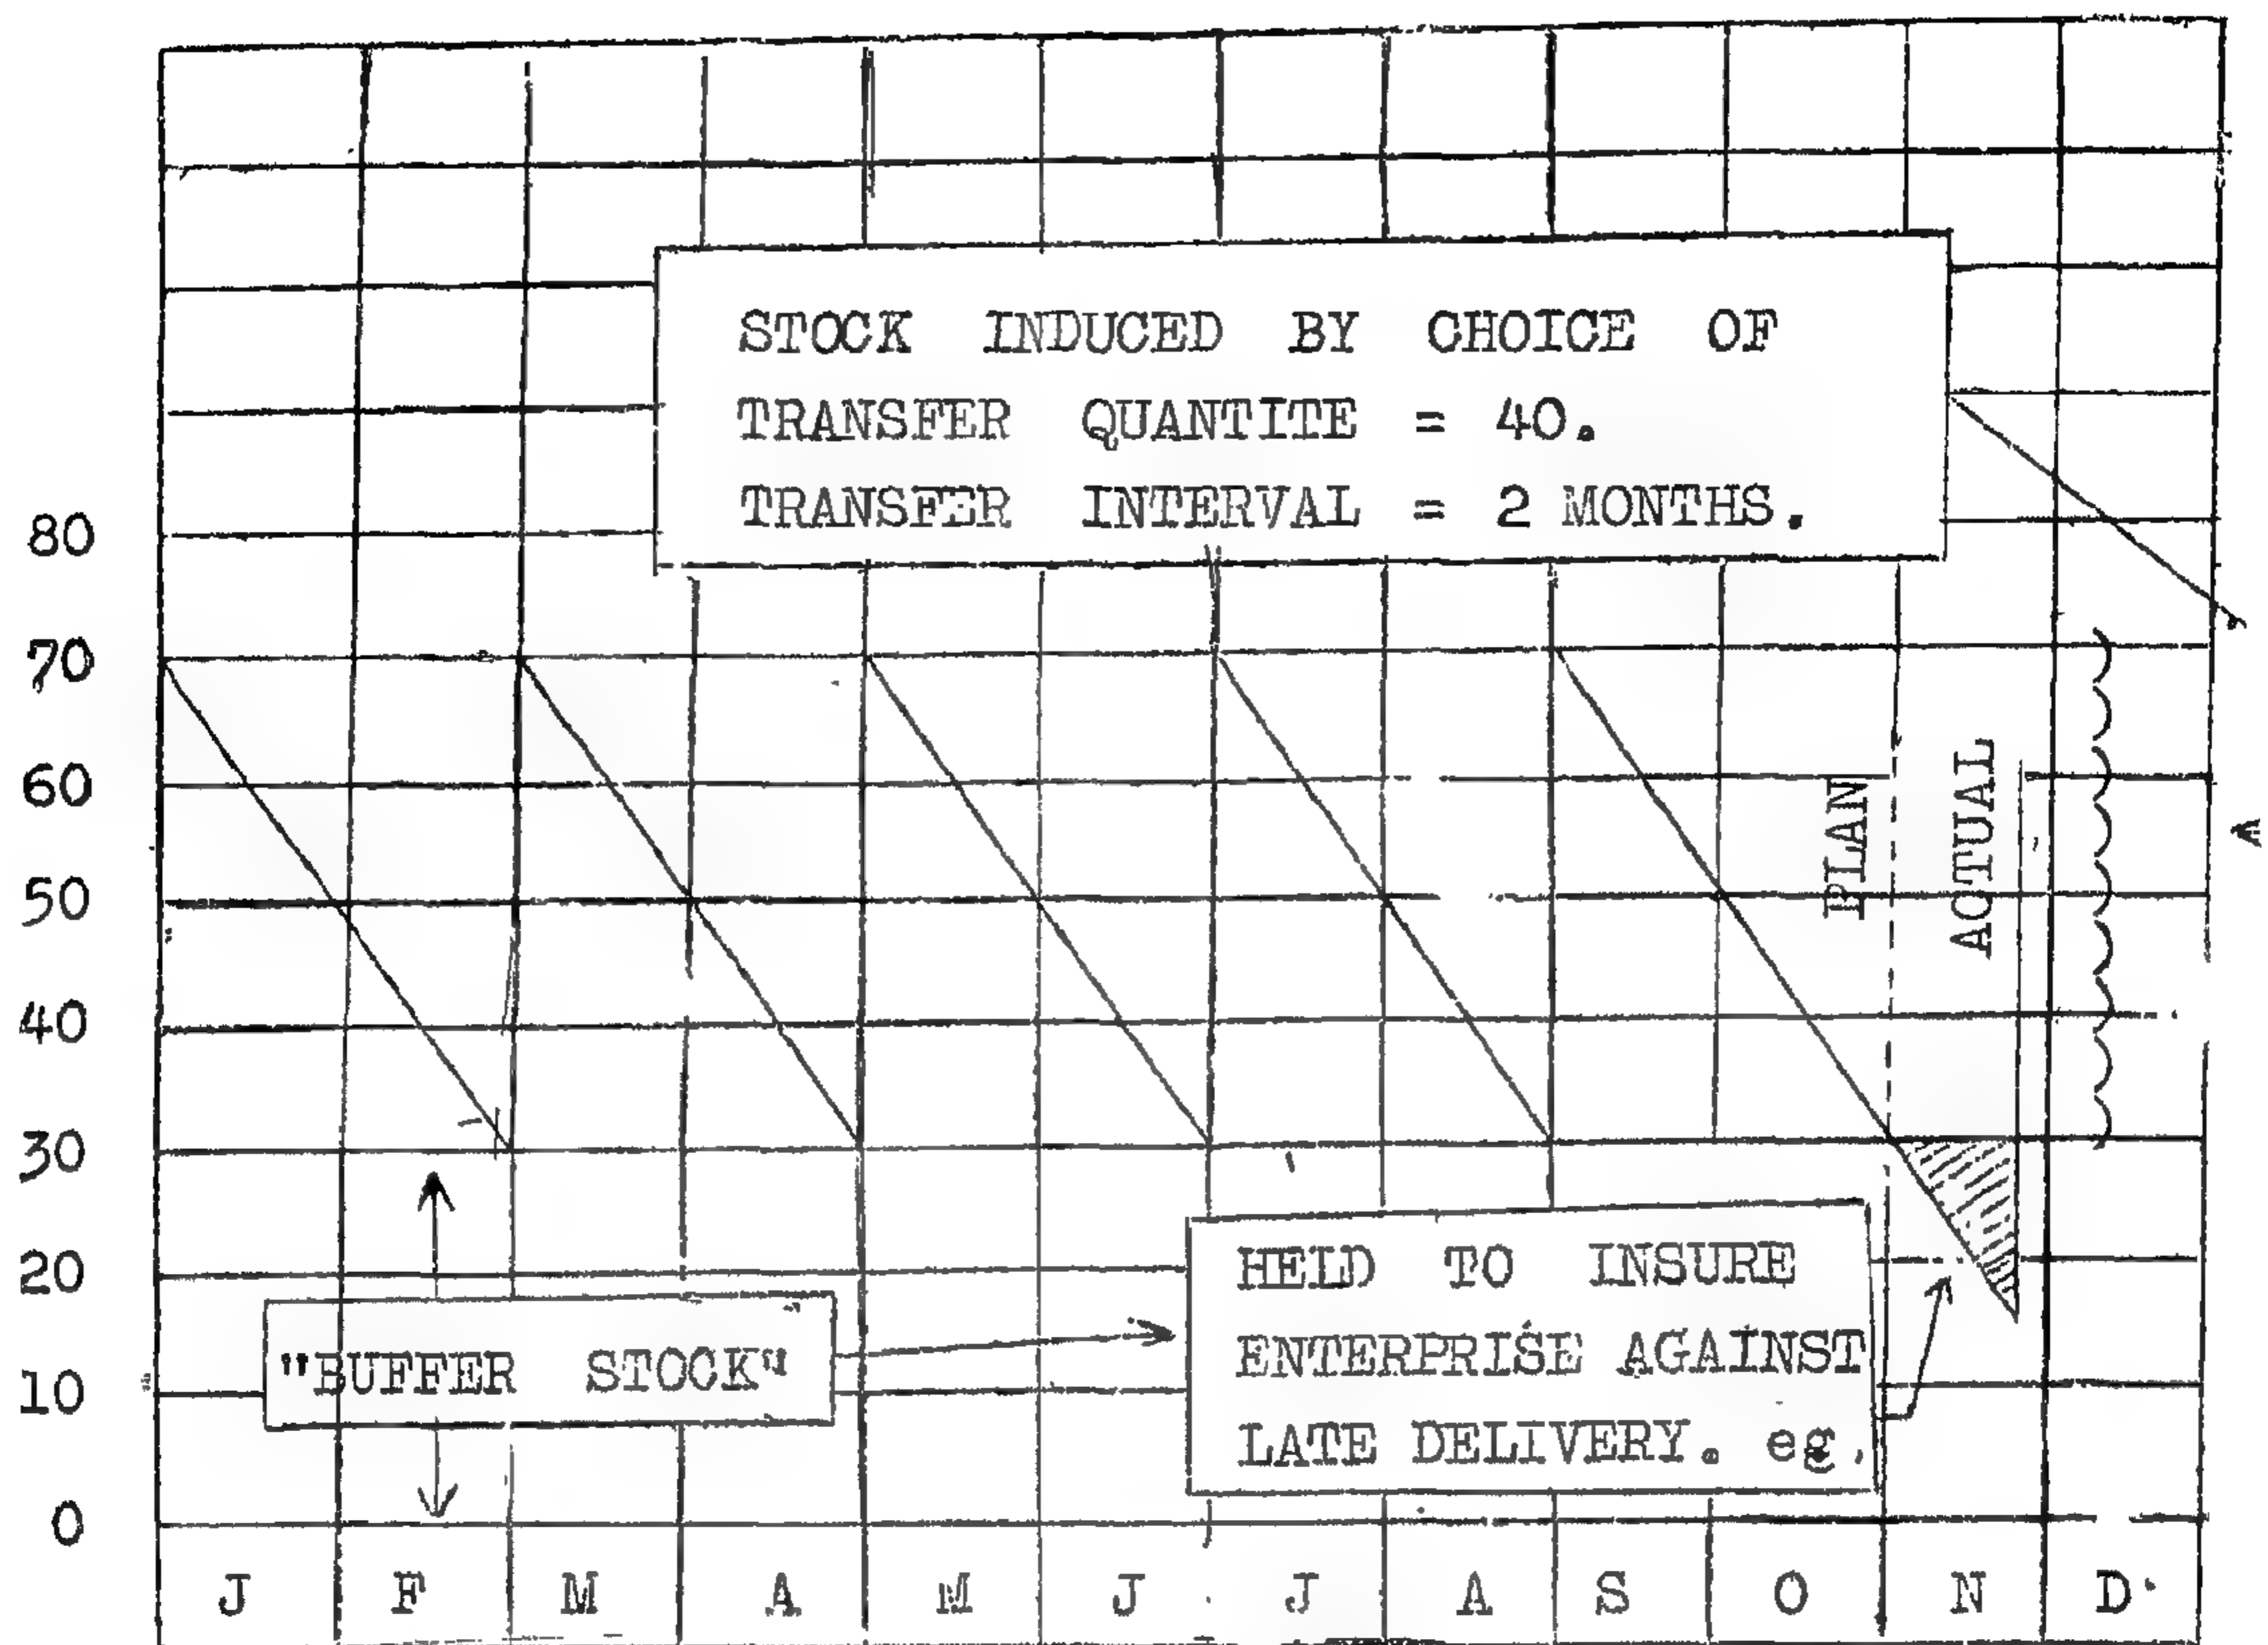 STOCK INDUCED BY CHOICE OF
TRANSFER QUANTITE = 40.
TRANSFER INTERVAL = 2 MONTHS.
80
70
60
50
40
30
20
10
0
PLAN
ACTUAL
A
"BUFFER STOCK"
HELD TO INSURE
ENTERPRISE AGAINST
LATE DELIVERY. eg.
J F M A M J J A S O N D